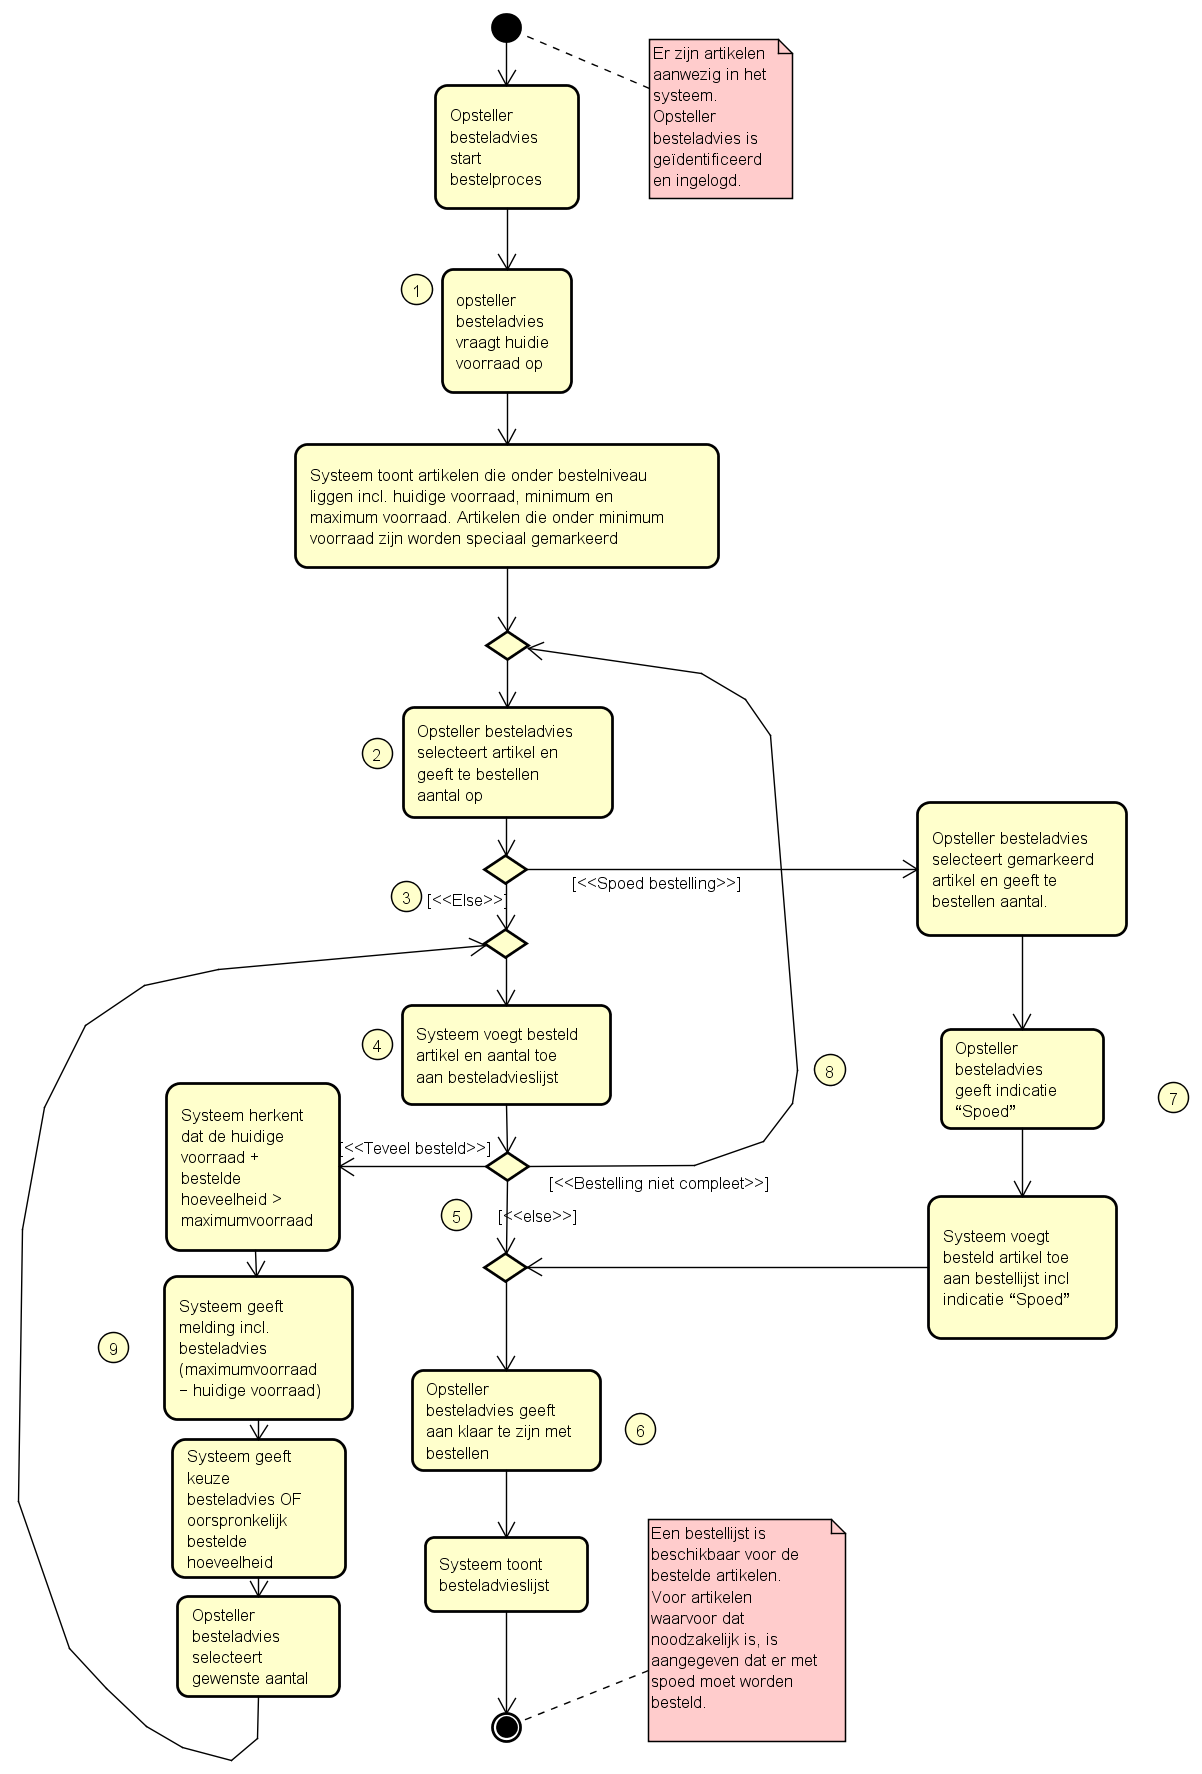 Er zijn artikelen
aanwezig in het
systeem.
Opsteller
besteladvies is
geïdentificeerd
en ingelogd.
Opsteller
besteladvies
start
bestelproces
1
opsteller
besteladvies
vraagt huidie
voorraad op
Systeem toont artikelen die onder bestelniveau
liggen incl. huidige voorraad, minimum en
maximum voorraad. Artikelen die onder minimum
voorraad zijn worden speciaal gemarkeerd
2
Opsteller besteladvies
selecteert artikel en
geeft te bestellen
aantal op
[<<Spoed bestelling>>]
3
[<<Else>>]
Opsteller besteladvies
selecteert gemarkeerd
artikel en geeft te
bestellen aantal.
4
Systeem voegt besteld
artikel en aantal toe
aan besteladvieslijst
8
Opsteller
besteladvies
geeft indicatie
“Spoed”
7
[<<Teveel besteld>>]
[<<Bestelling niet compleet>>]
5
[<<else>>]
Systeem herkent
dat de huidige
voorraad +
bestelde
hoeveelheid >
maximumvoorraad
Systeem voegt
besteld artikel toe
aan bestellijst incl
indicatie “Spoed”
9
Systeem geeft
melding incl.
besteladvies
(maximumvoorraad
– huidige voorraad)
Opsteller
besteladvies geeft
aan klaar te zijn met
bestellen
6
Systeem geeft
keuze
besteladvies OF
oorspronkelijk
bestelde
hoeveelheid
Systeem toont
besteladvieslijst
Opsteller
besteladvies
selecteert
gewenste aantal
Een bestellijst is
beschikbaar voor de
bestelde artikelen.
Voor artikelen
waarvoor dat
noodzakelijk is, is
aangegeven dat er met
spoed moet worden
besteld.